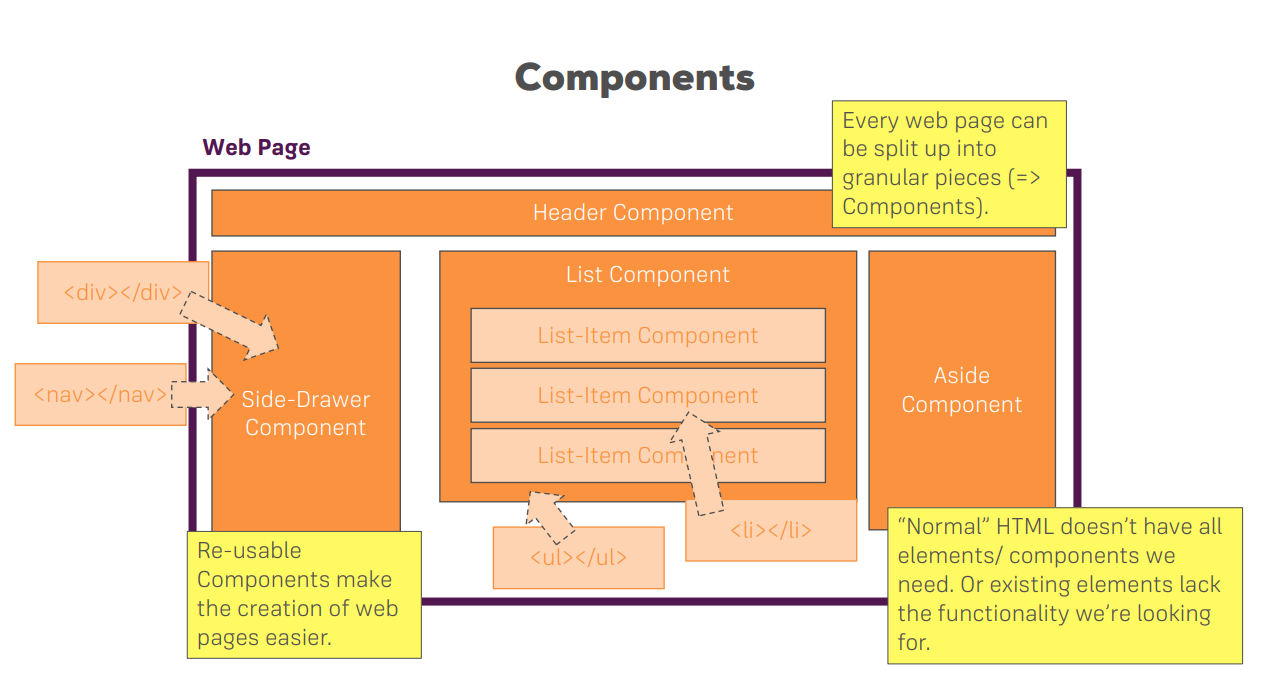 Components
Web Page
Every web page can
be split up into
granular pieces (=>
Components).
Header Component
<div></div>
<nav></nav>
Side-Drawer
Component
List Component
List-Item Component
List-Item Component
List-Item Component
<ul></ul>
<li></li>
Aside
Component
Re-usable
Components make
the creation of web
pages easier.
“Normal” HTML doesn’t have all
elements/ components we
need. Or existing elements lack
the functionality we’re looking
for.